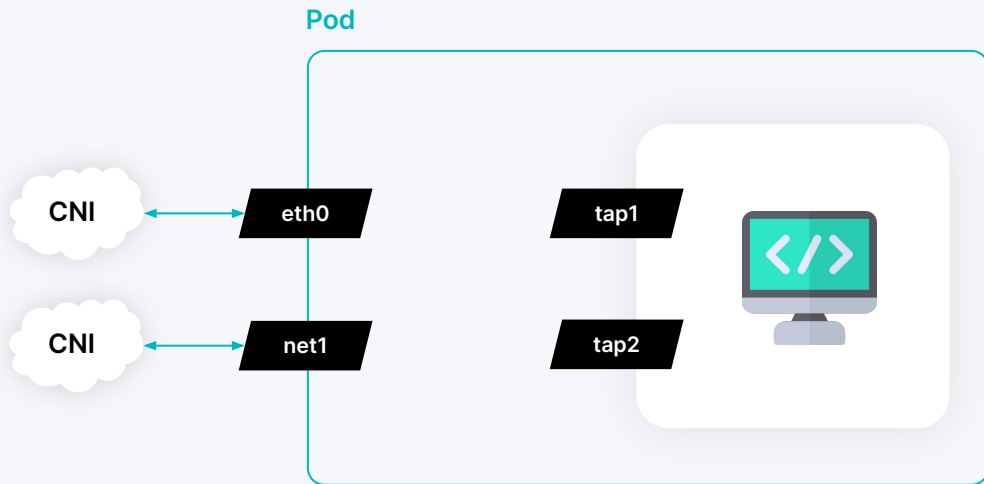 Pod
CNI
eth0
tap1
CNI
net1
tap2